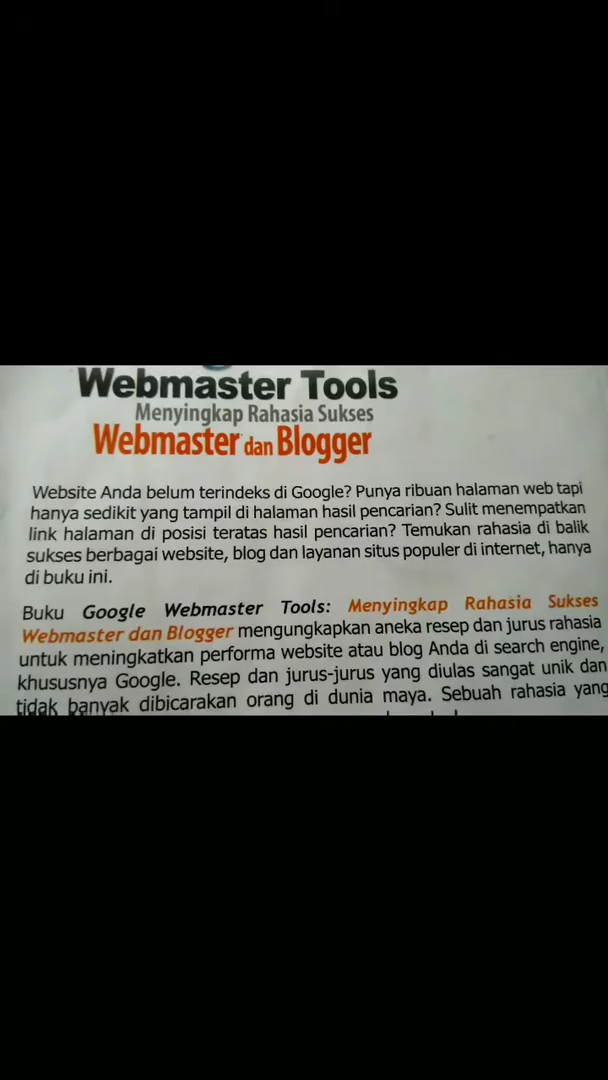 Webmaster Tools
Menyingkap Rahasia Sukses
Webmaster dan Blogger
Website Anda belum terindeks di Google? Punya ribuan halaman web tapi
hanya sedikit yang tampil di halaman hasil pencarian? Sulit menempatkan
link halaman di posisi teratas hasil pencarian? Temukan rahasia di balik
sukses berbagai website, blog dan layanan situs populer di internet, hanya
di buku ini.
Buku Google Webmaster Tools: Menyingkap Rahasia Sukses
Webmaster dan Blogger mengungkapkan aneka resep dan jurus rahasia
untuk meningkatkan performa website atau blog Anda di search engine,
khususnya Google. Resep dan jurus-jurus yang diulas sangat unik dan
tidak banyak dibicarakan orang di dunia maya. Sebuah rahasia yang